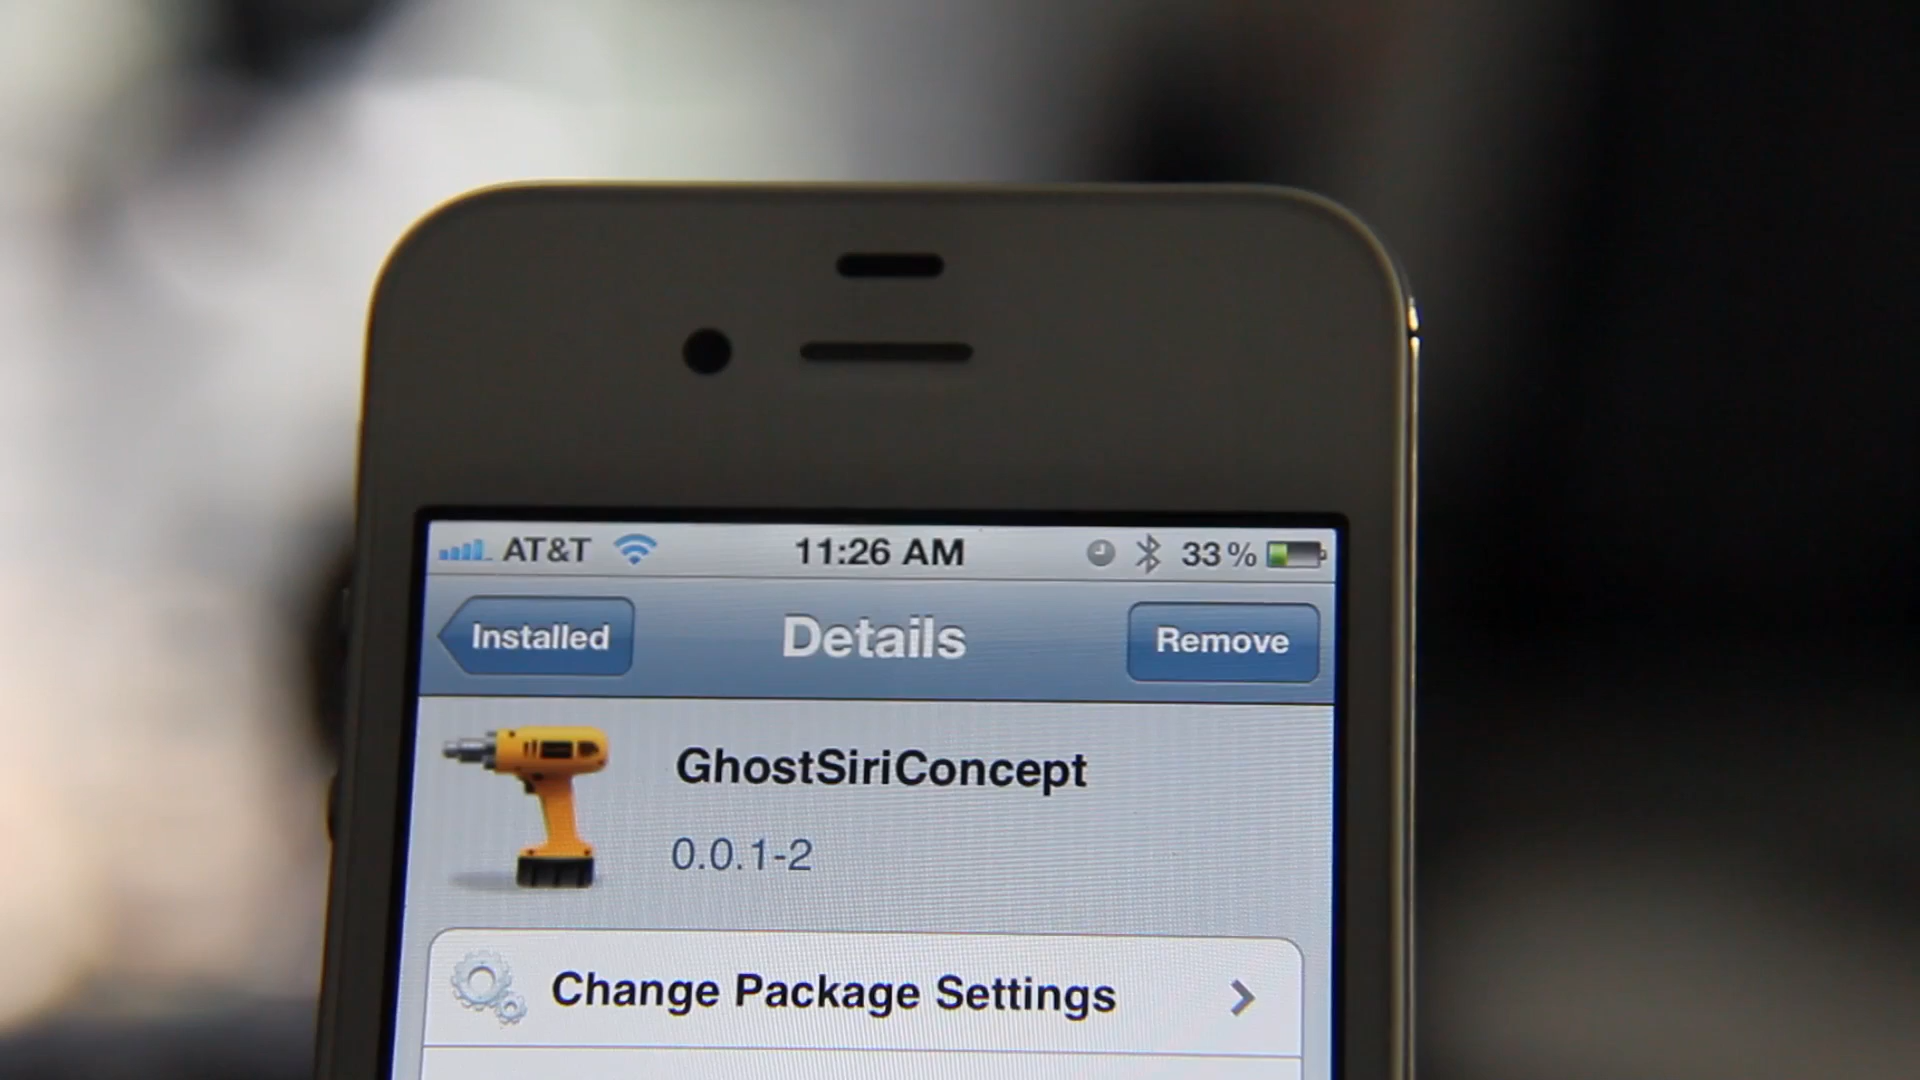 AT&T 11:26 AM 33%
Installed Details Remove
GhostSiriConcept
0.0.1-2
Change Package Settings